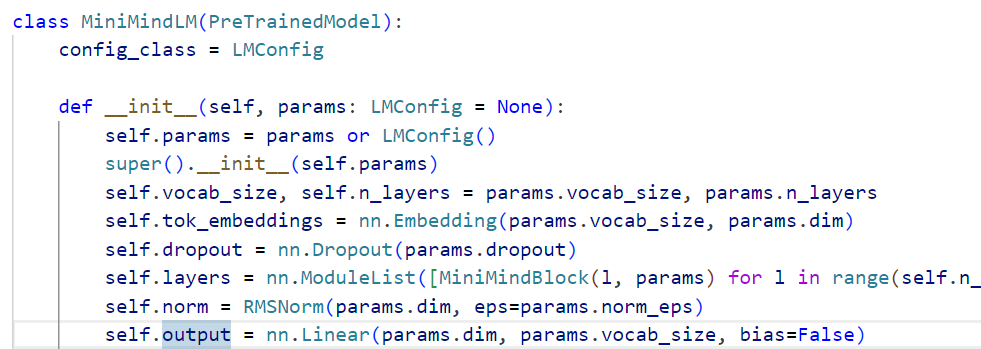 class MiniMindLM(PreTrainedModel):
    config_class = LMConfig

    def __init__(self, params: LMConfig = None):
        self.params = params or LMConfig()
        super().__init__(self.params)
        self.vocab_size, self.n_layers = params.vocab_size, params.n_layers
        self.tok_embeddings = nn.Embedding(params.vocab_size, params.dim)
        self.dropout = nn.Dropout(params.dropout)
        self.layers = nn.ModuleList([MiniMindBlock(l, params) for l in range(self.n_
        self.norm = RMSNorm(params.dim, eps=params.norm_eps)
        self.output = nn.Linear(params.dim, params.vocab_size, bias=False)